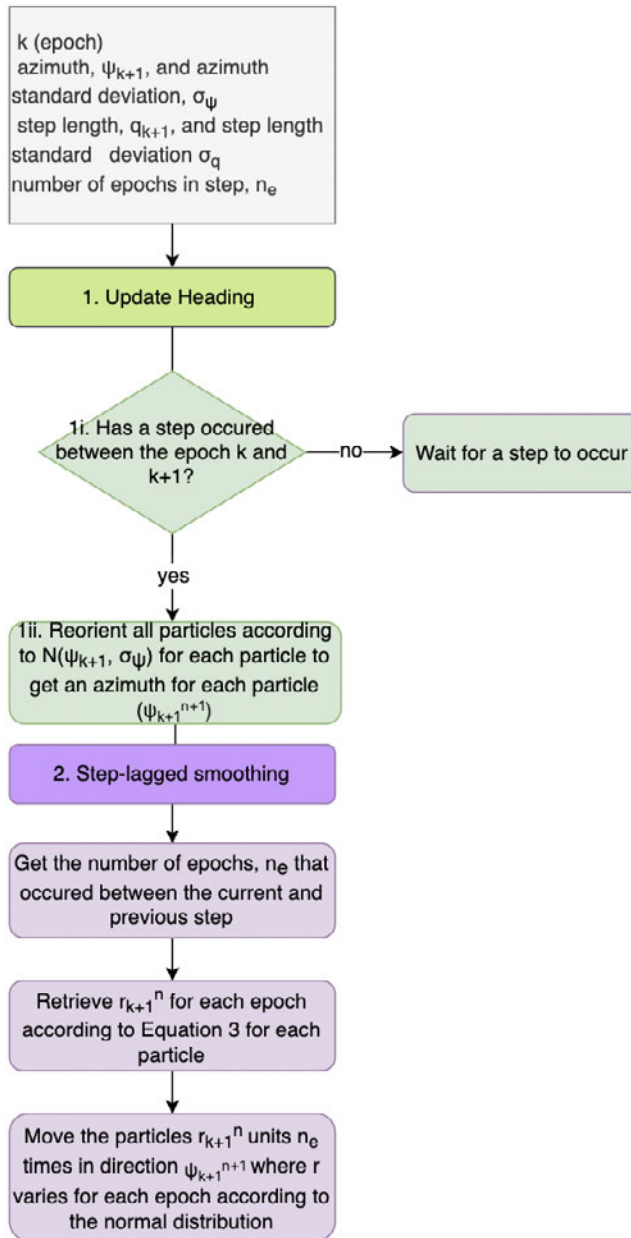 k (epoch)
azimuth, ψk+1, and azimuth
standard deviation, σψ
step length, qk+1, and step length
standard deviation σq
number of epochs in step, ne
1. Update Heading
1i. Has a step occured
between the epoch k and
k+1?
no
Wait for a step to occur
yes
1ii. Reorient all particles according
to N(ψk+1, σψ) for each particle to
get an azimuth for each particle
(ψk+1n+1)
2. Step-lagged smoothing
Get the number of epochs, ne that
occured between the current and
previous step
Retrieve rk+1n for each epoch
according to Equation 3 for each
particle
Move the particles rk+1n units ne
times in direction ψk+1n+1 where r
varies for each epoch according to
the normal distribution